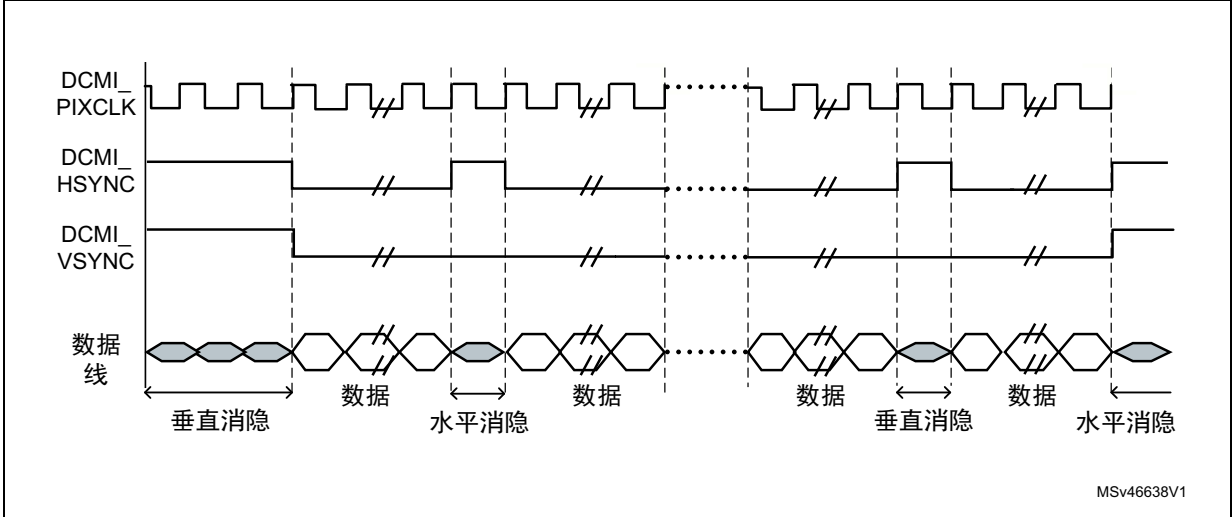 DCMI_
PIXCLK
DCMI_
HSYNC
DCMI_
VSYNC
数据
线
数据
数据
数据
数据
垂直消隐
水平消隐
垂直消隐
水平消隐
MSv46638V1